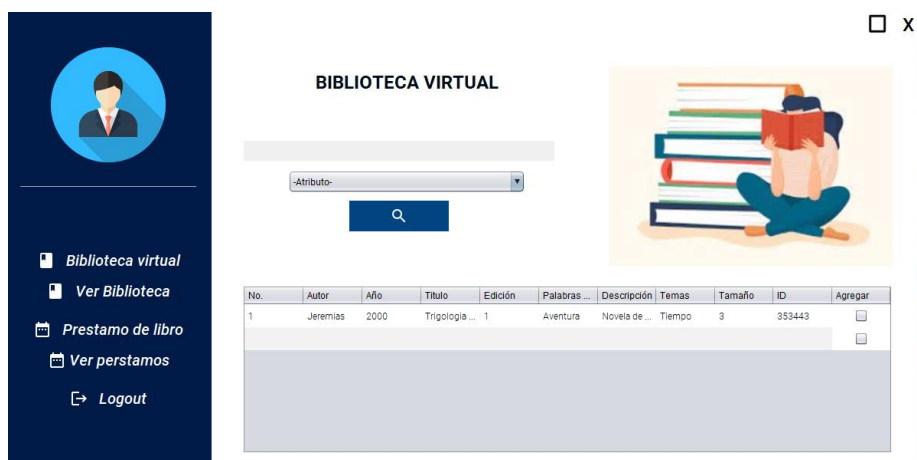 X
BIBLIOTECA VIRTUAL
-Atributo-
Biblioteca virtual
Ver Biblioteca
Prestamo de libro
Ver perstamos
Logout
No. Autor Año Titulo Edición Palabras ... Descripción Temas Tamaño ID Agregar
1 Jeremias 2000 Trigologia ... 1 Aventura Novela de ... Tiempo 3 353443